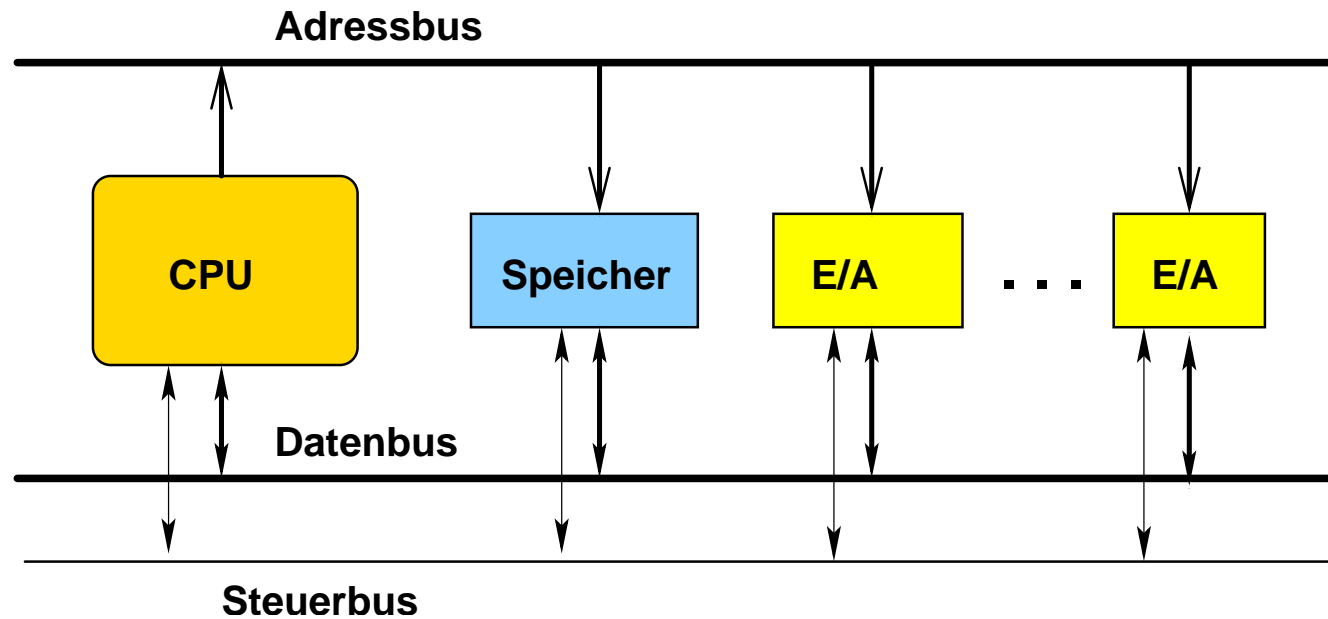 Adressbus
CPU
Speicher
E/A
. . .
E/A
Datenbus
Steuerbus